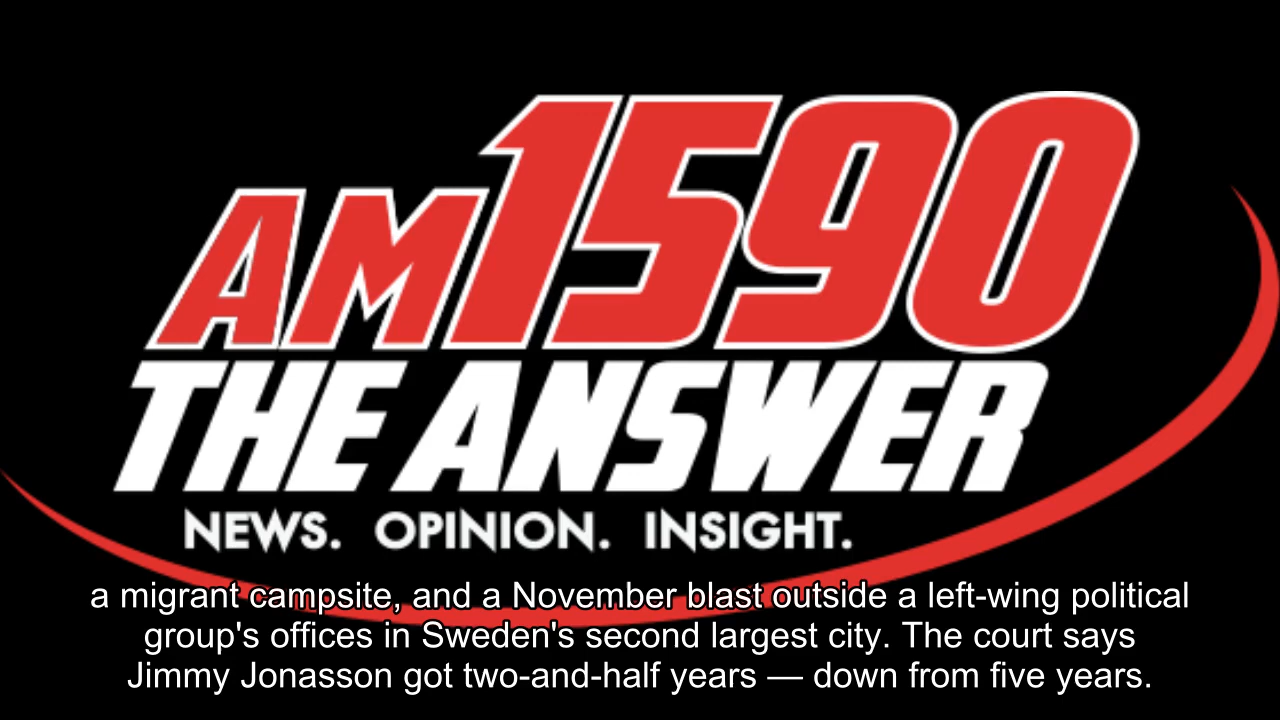 AM1590
THE ANSWER
NEWS. OPINION. INSIGHT.
a migrant campsite, and a November blast outside a left-wing political
group's offices in Sweden's second largest city. The court says
Jimmy Jonasson got two-and-half years — down from five years.